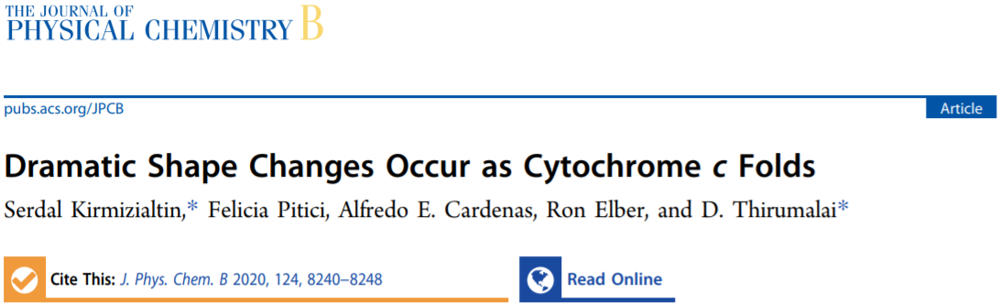 THE JOURNAL OF
PHYSICAL CHEMISTRY B
pubs.acs.org/JPCB
Article
Dramatic Shape Changes Occur as Cytochrome c Folds
Serdal Kirmizialtin,* Felicia Pitici, Alfredo E. Cardenas, Ron Elber, and D. Thirumalai*
Cite This: J. Phys. Chem. B 2020, 124, 8240–8248
Read Online